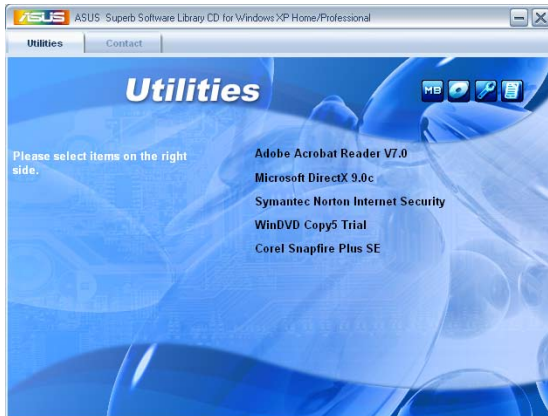 ASUS ASUS Superb Software Library CD for Windows XP Home/Professional
Utilities Contact
Utilities
MB
Please select items on the right
side.
Adobe Acrobat Reader V7.0
Microsoft DirectX 9.0c
Symantec Norton Internet Security
WinDVD Copy5 Trial
Corel Snapfire Plus SE